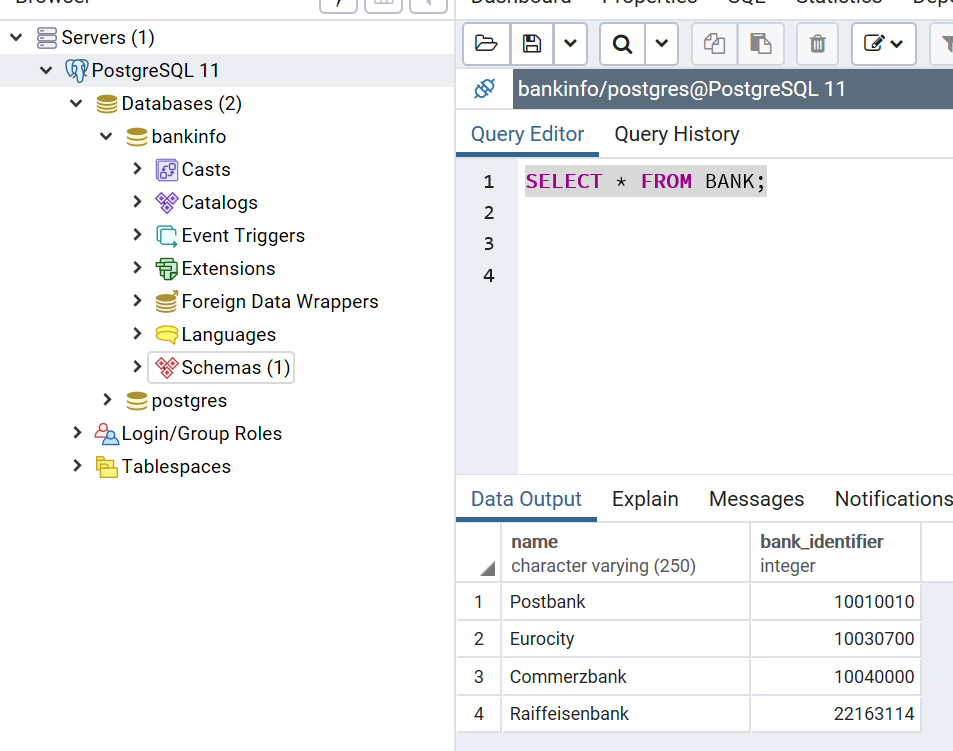 Browser
Dashboard Properties SQL Statistics
Servers (1)
PostgreSQL 11
Databases (2)
bankinfo
Casts
Catalogs
Event Triggers
Extensions
Foreign Data Wrappers
Languages
Schemas (1)
postgres
Login/Group Roles
Tablespaces
bankinfo/postgres@PostgreSQL 11
Query Editor Query History
1 SELECT * FROM BANK;
2
3
4
Data Output Explain Messages Notifications
name bank_identifier
character varying (250) integer
1 Postbank 10010010
2 Eurocity 10030700
3 Commerzbank 10040000
4 Raiffeisenbank 22163114